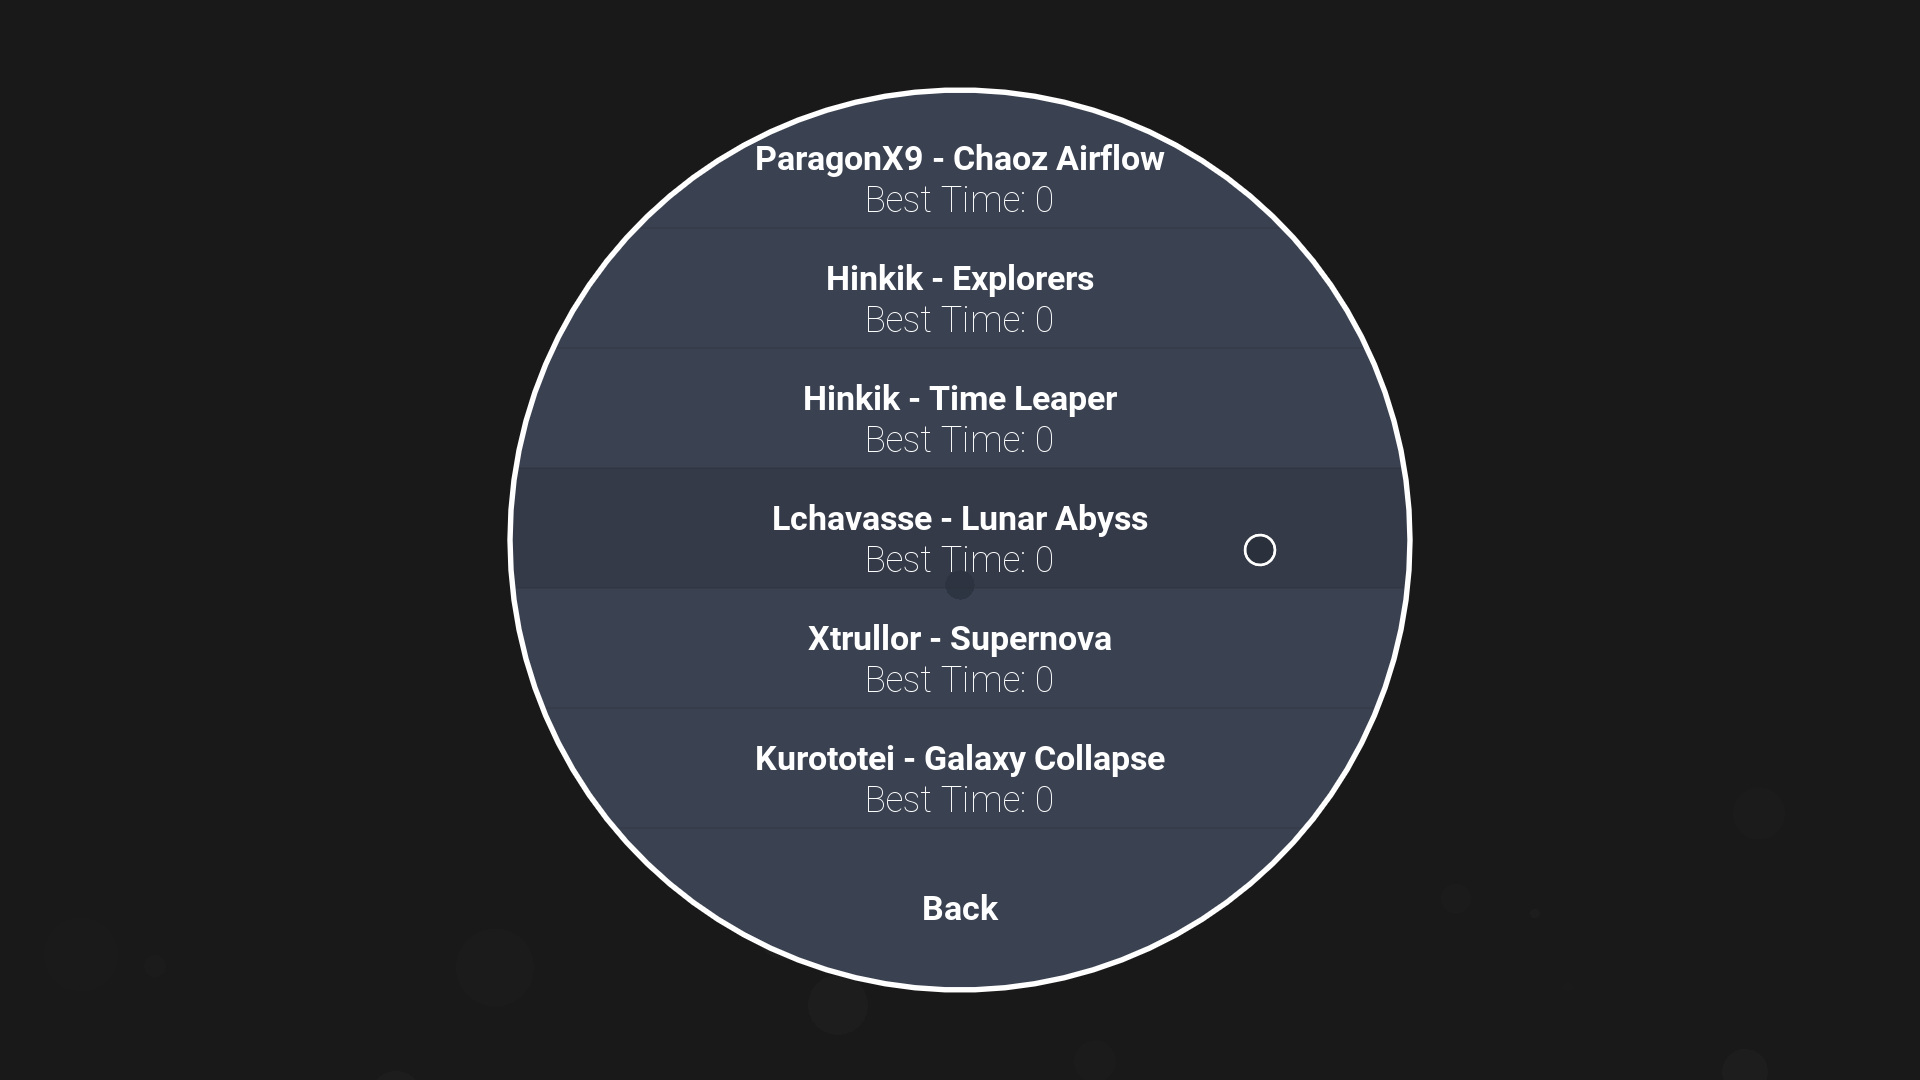 ParagonX9 - Chaoz Airflow
Best Time: 0
Hinkik - Explorers
Best Time: 0
Hinkik - Time Leaper
Best Time: 0
Lchavasse - Lunar Abyss
Best Time: 0
Xtrullor - Supernova
Best Time: 0
Kurototei - Galaxy Collapse
Best Time: 0
Back